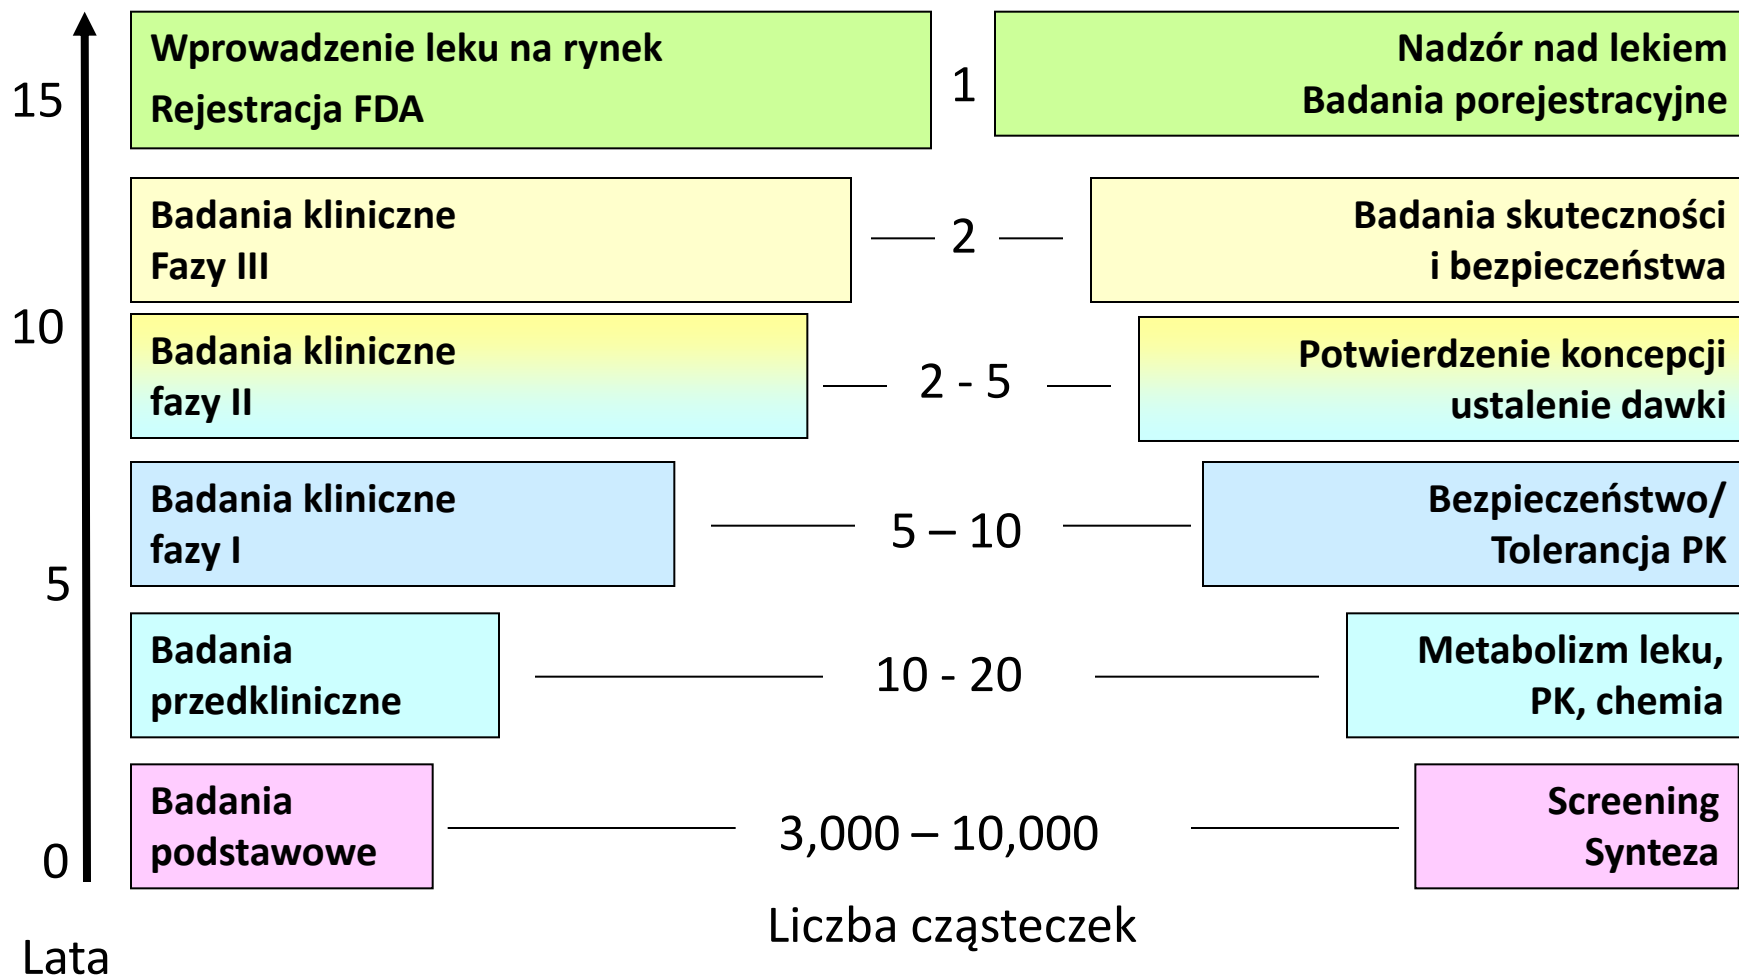 Wprowadzenie leku na rynek
Rejestracja FDA
1
Nadzór nad lekiem
Badania porejestracyjne
15
Badania kliniczne
Fazy III
2
Badania skuteczności
i bezpieczeństwa
10
Badania kliniczne
fazy II
2 - 5
Potwierdzenie koncepcji
ustalenie dawki
Badania kliniczne
fazy I
5 – 10
Bezpieczeństwo/
Tolerancja PK
5
Badania
przedkliniczne
10 - 20
Metabolizm leku,
PK, chemia
Badania
podstawowe
3,000 – 10,000
Screening
Synteza
0
Liczba cząsteczek
Lata